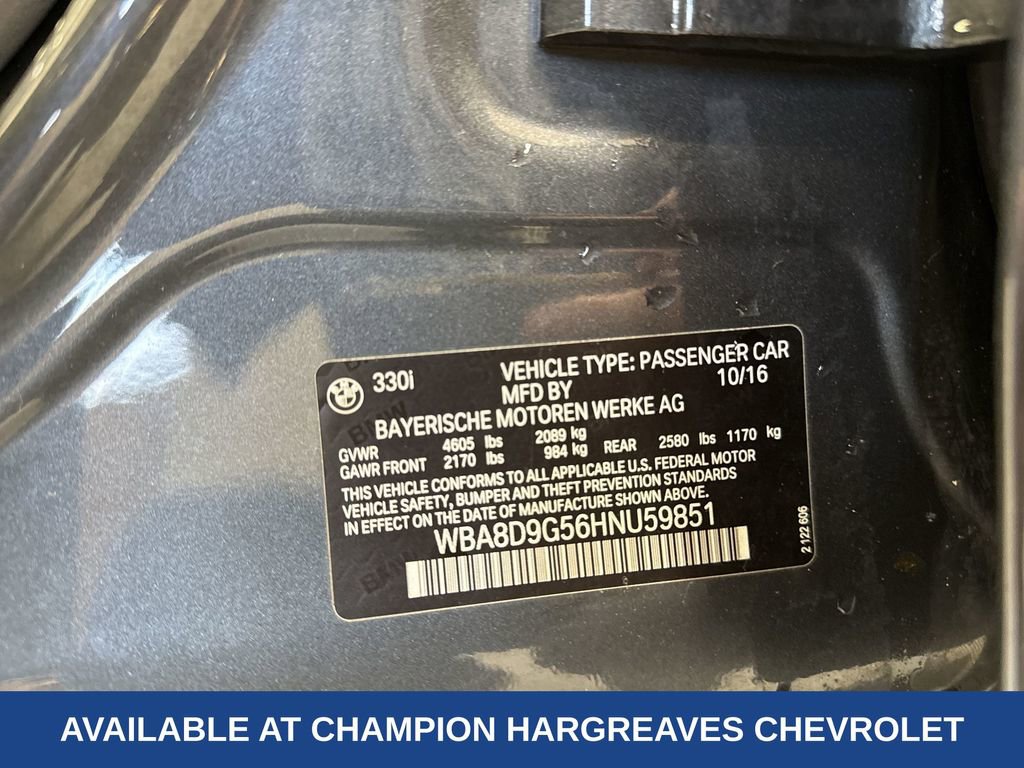 330i VEHICLE TYPE: PASSENGER CAR
MFD BY 10/16
BAYERISCHE MOTOREN WERKE AG
GVWR 4605 lbs 2089 kg
GAWR FRONT 2170 lbs 984 kg REAR 2580 lbs 1170 kg
THIS VEHICLE CONFORMS TO ALL APPLICABLE U.S. FEDERAL MOTOR
VEHICLE SAFETY, BUMPER AND THEFT PREVENTION STANDARDS
IN EFFECT ON THE DATE OF MANUFACTURE SHOWN ABOVE.
WBA8D9G56HNU59851
2 122 606
AVAILABLE AT CHAMPION HARGREAVES CHEVROLET